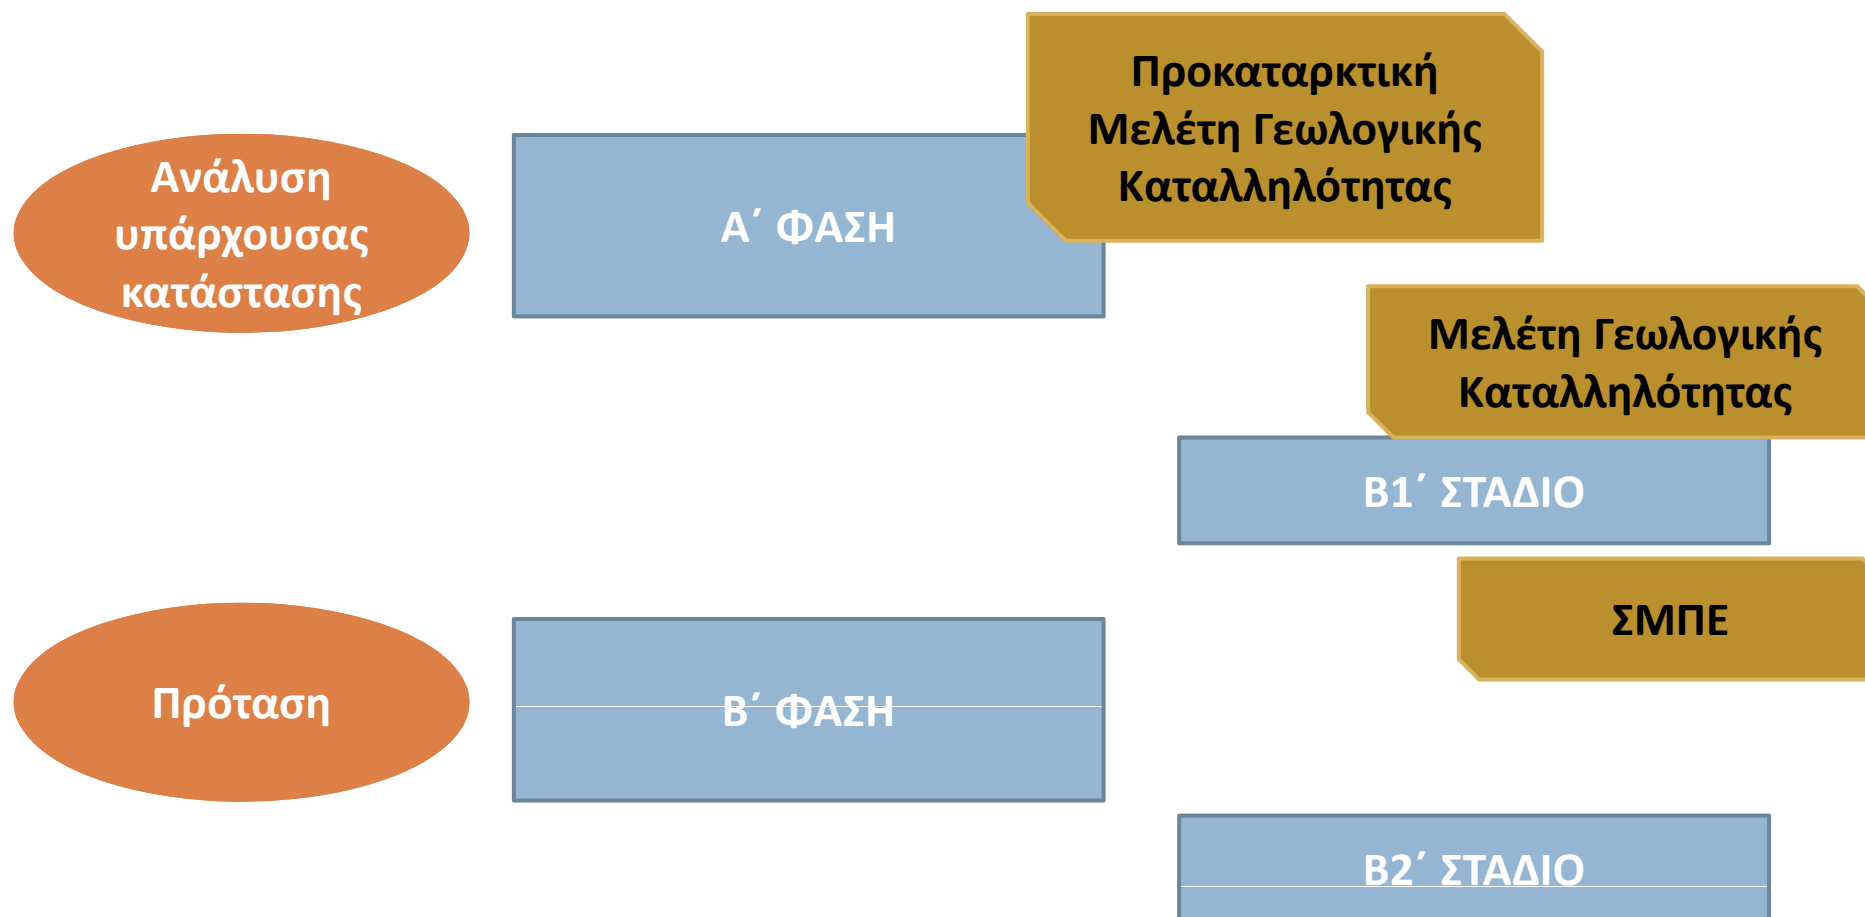 Προκαταρκτική
Μελέτη Γεωλογικής
Καταλληλότητας
Ανάλυση
υπάρχουσας
κατάστασης
Α΄ ΦΑΣΗ
Μελέτη Γεωλογικής
Καταλληλότητας
Β1΄ ΣΤΑΔΙΟ
ΣΜΠΕ
Πρόταση
Β΄ ΦΑΣΗ
Β2΄ ΣΤΑΔΙΟ